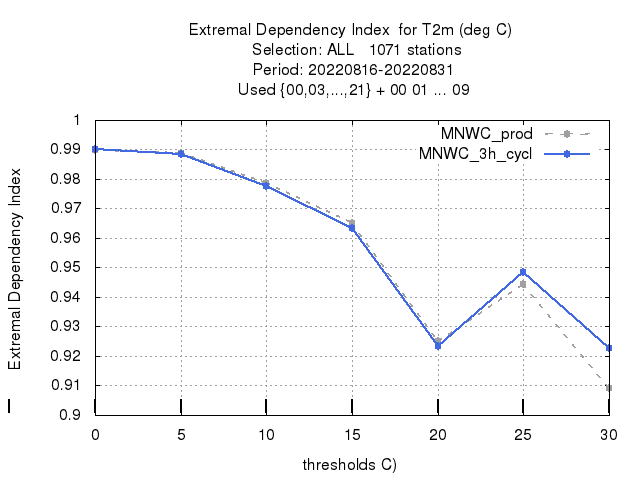 Extremal Dependency Index  for T2m (deg C)
Selection: ALL   1071 stations
Period: 20220816-20220831
Used {00,03,...,21} + 00 01 ... 09
MNWC_prod
MNWC_3h_cycl
Extremal Dependency Index
1
0.99
0.98
0.97
0.96
0.95
0.94
0.93
0.92
0.91
0.9
0 5 10 15 20 25 30
thresholds C)